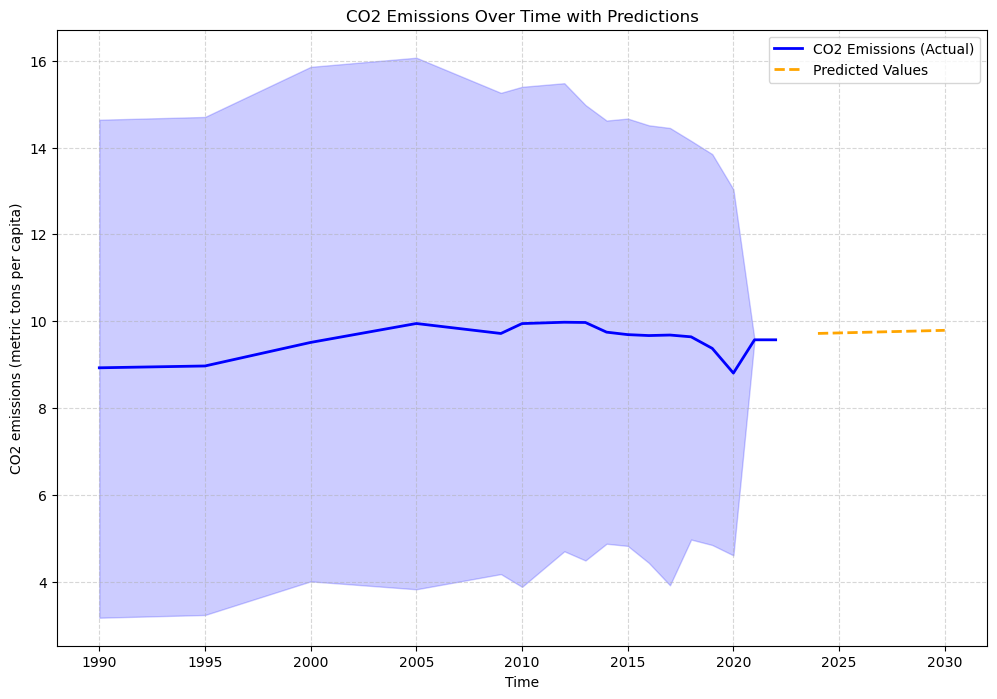 CO2 Emissions Over Time with Predictions
CO2 Emissions (Actual)
Predicted Values
CO2 emissions (metric tons per capita)
16
14
12
10
8
6
4
1990 1995 2000 2005 2010 2015 2020 2025 2030
Time